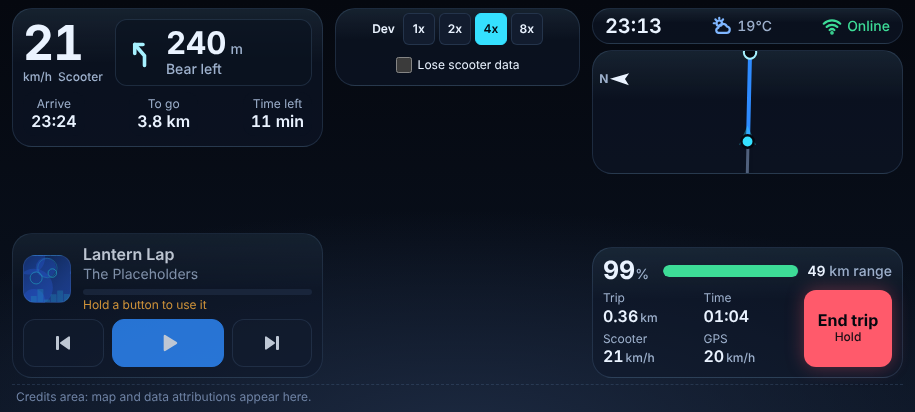 21
km/h Scooter
240 m
Bear left
Arrive
23:24
To go
3.8 km
Time left
11 min
Dev 1x 2x 4x 8x
Lose scooter data
23:13
19°C
Online
N
Lantern Lap
The Placeholders
Hold a button to use it
99%
49 km range
Trip
0.36 km
Time
01:04
Scooter
21 km/h
GPS
20 km/h
End trip
Hold
Credits area: map and data attributions appear here.